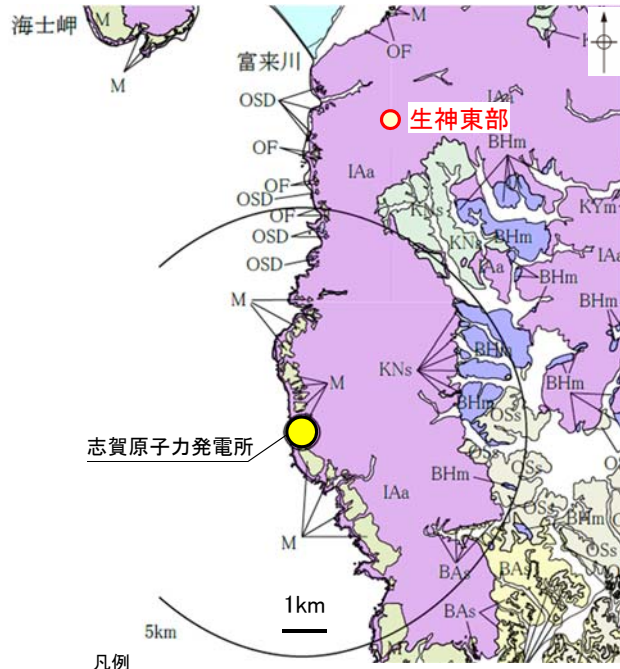 海士岬
M
M
M
富来川
OF
K
OSD
生神東部
IAa
BHm
OF
IAa
OF
OSD
KNs
KYm
OF
KNs
BHm
OSD
IAa
IAa
OSD
BHm
BHm
M
BHm
M
KNs
BHm
BHm
OSs
志賀原子力発電所
OSs
BHm
OSs
IAa
BHm
M
OSs
BAs
BAs
1km
BAs
5km
M
凡例